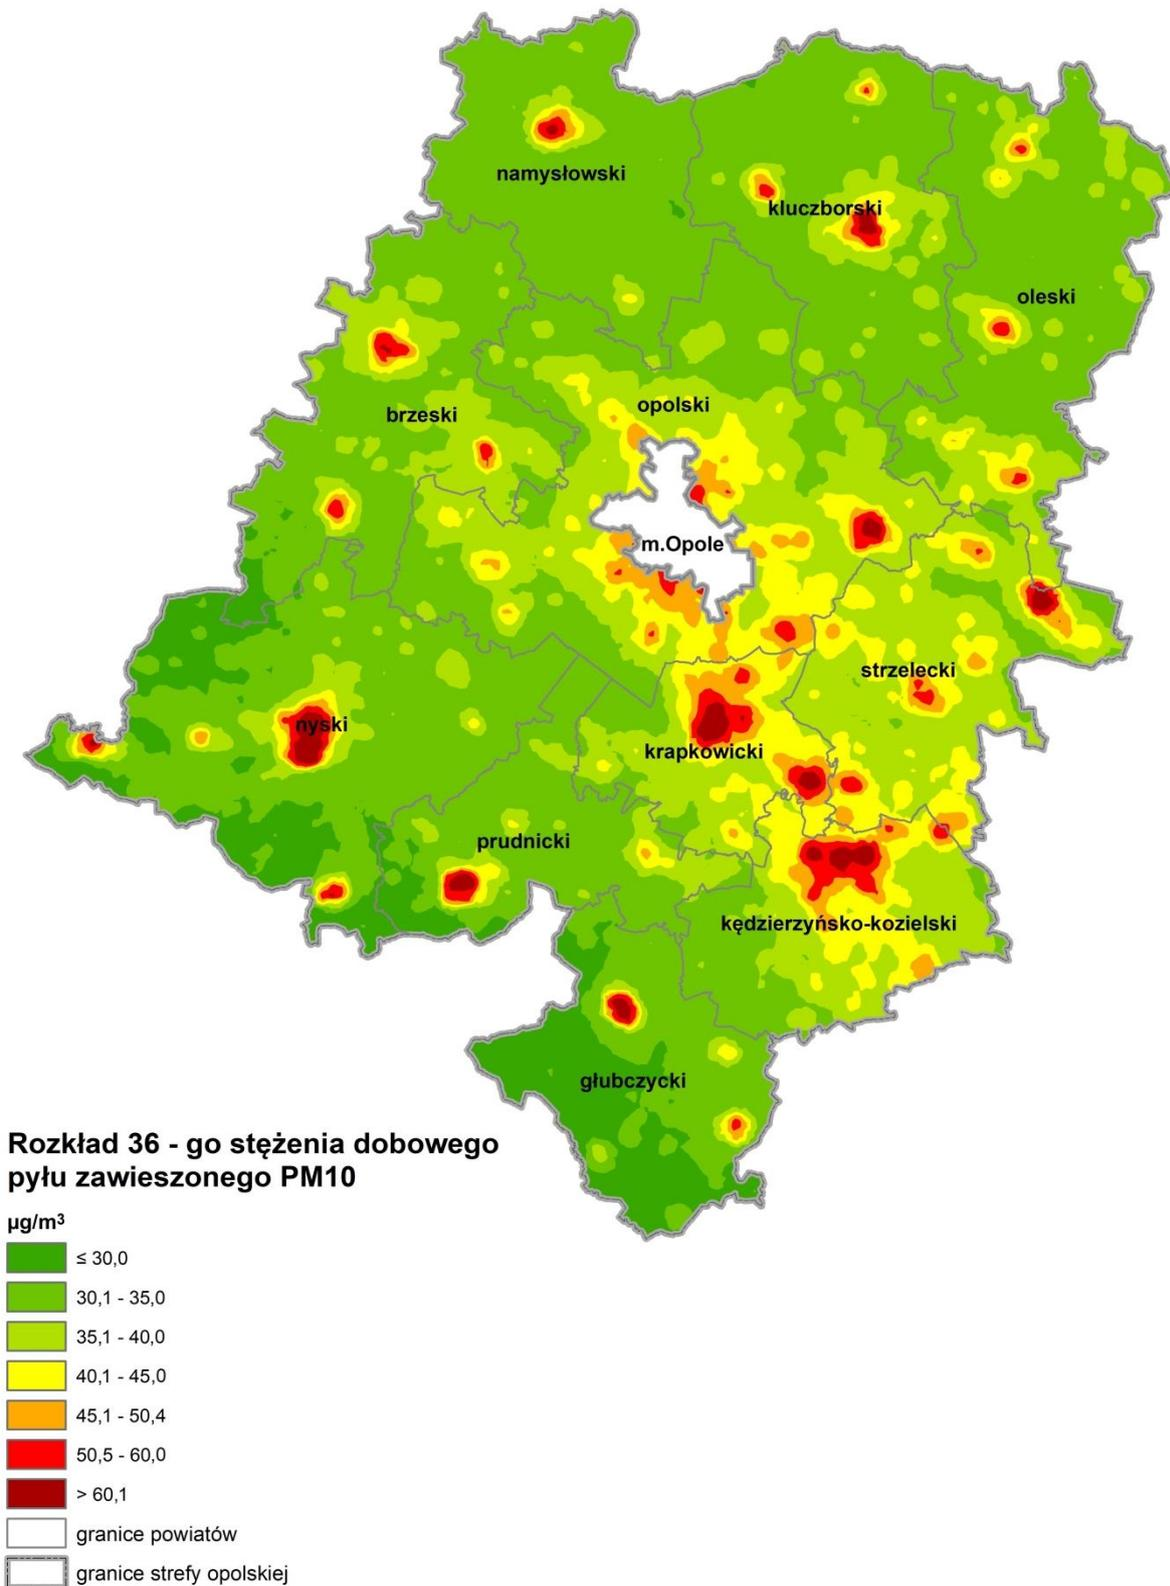 namysłowski
kluczborski
oleski
opolski
brzeski
m.Opole
strzelecki
nyski
krapkowicki
prudnicki
kędzierzyńsko-kozielski
głubczycki
Rozkład 36 - go stężenia dobowego
pyłu zawieszonego PM10
µg/m³
≤ 30,0
30,1 - 35,0
35,1 - 40,0
40,1 - 45,0
45,1 - 50,4
50,5 - 60,0
> 60,1
granice powiatów
granice strefy opolskiej